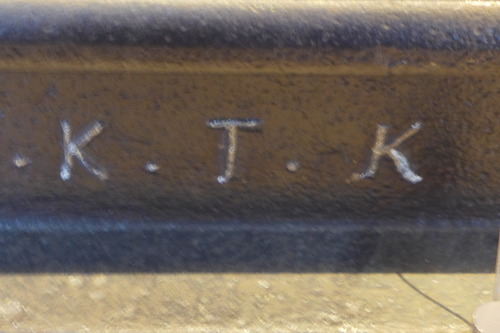 . K . T . K